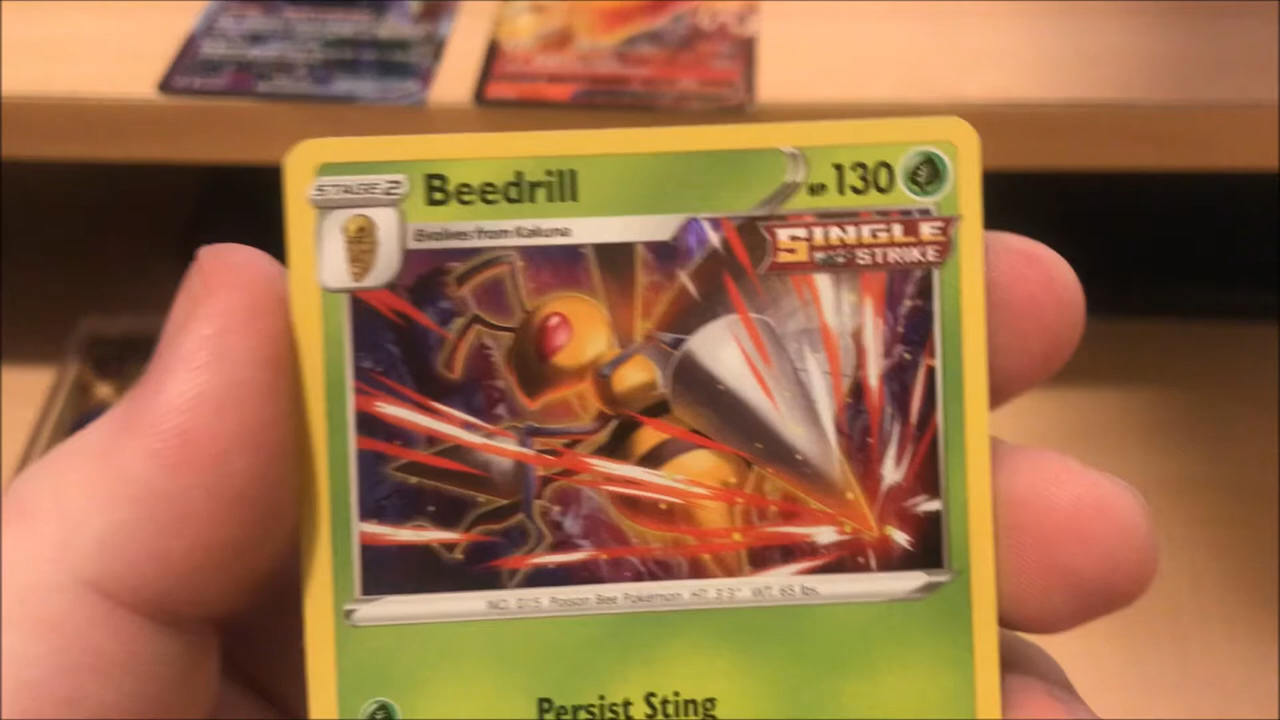 STAGE 2 Beedrill HP 130
Evolves from Kakuna
SINGLE
STRIKE
NO. 015 Poison Bee Pokémon HT: 3'3" WT: 65 lbs.
Persist Sting